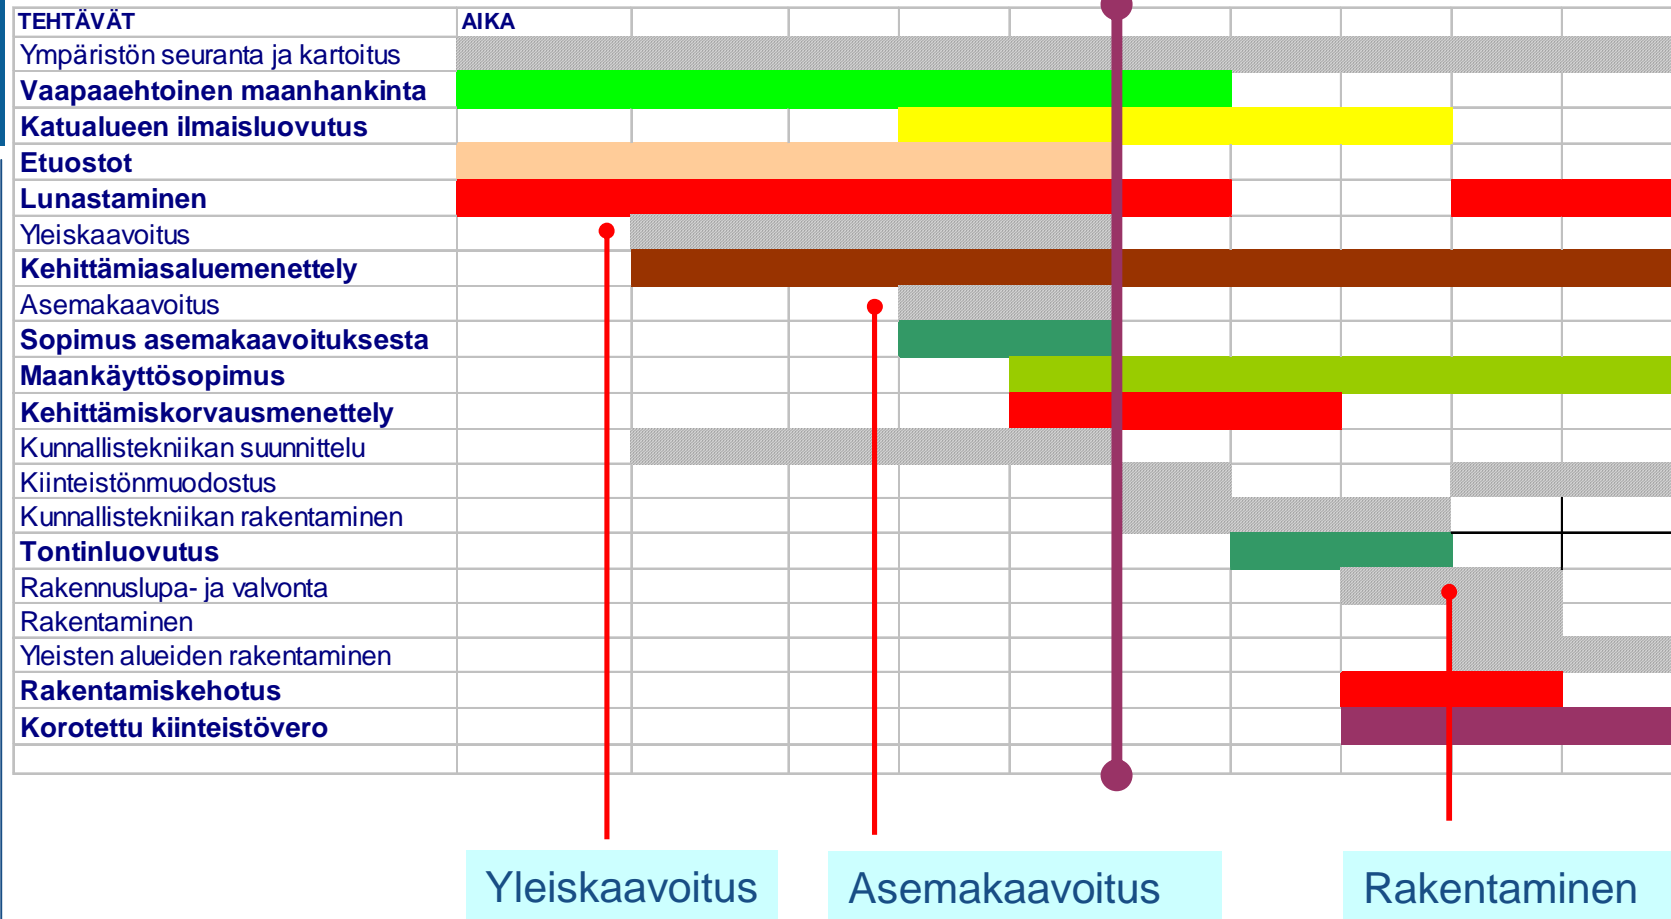 TEHTÄVÄT AIKA
Ympäristön seuranta ja kartoitus
Vaapaaehtoinen maanhankinta
Katualueen ilmaisluovutus
Etuostot
Lunastaminen
Yleiskaavoitus
Kehittämiasaluemenettely
Asemakaavoitus
Sopimus asemakaavoituksesta
Maankäyttösopimus
Kehittämiskorvausmenettely
Kunnallistekniikan suunnittelu
Kiinteistönmuodostus
Kunnallistekniikan rakentaminen
Tontinluovutus
Rakennuslupa- ja valvonta
Rakentaminen
Yleisten alueiden rakentaminen
Rakentamiskehotus
Korotettu kiinteistövero
Yleiskaavoitus Asemakaavoitus Rakentaminen